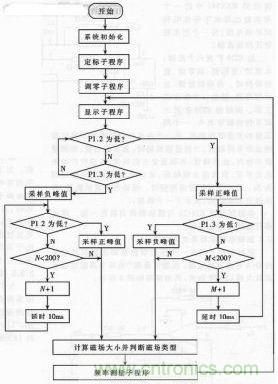 开始
系统初始化
定标子程序
调零子程序
显示子程序
P1.2 为低?
Y
N
P1.3 为低?
N
Y
采样负峰值
采样正峰值
P1.2 为低?
Y
N
采样正峰值
采样负峰值
P1.3 为低?
Y
N
N<200?
N
Y
M<200?
N
Y
N+1
M+1
延时 10ms
延时 10ms
计算磁场大小并判断磁场类型
频率测量子程序
cntronics.com